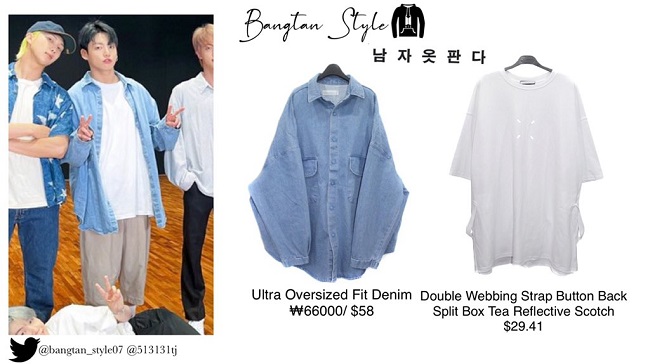 Bangtan Style
남자옷판다
Ultra Oversized Fit Denim
₩66000/ $58
Double Webbing Strap Button Back
Split Box Tea Reflective Scotch
$29.41
@bangtan_style07 @513131tj